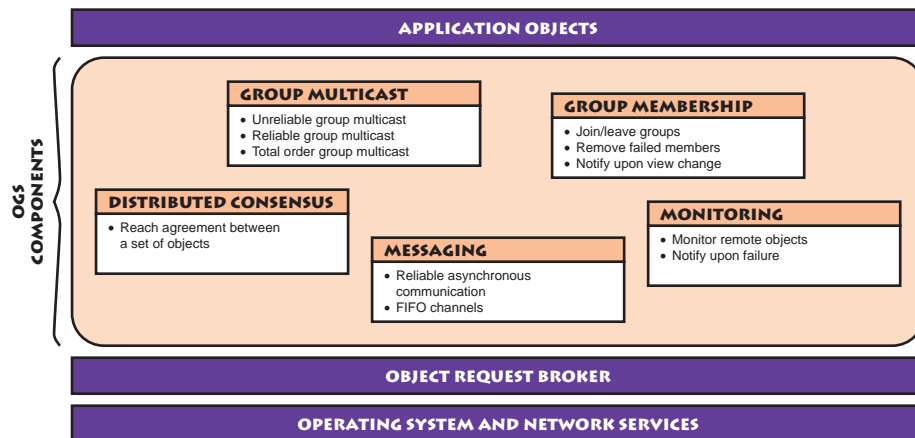 APPLICATION OBJECTS
OGS
COMPONENTS
GROUP MULTICAST
• Unreliable group multicast
• Reliable group multicast
• Total order group multicast
GROUP MEMBERSHIP
• Join/leave groups
• Remove failed members
• Notify upon view change
DISTRIBUTED CONSENSUS
• Reach agreement between
a set of objects
MESSAGING
• Reliable asynchronous
communication
• FIFO channels
MONITORING
• Monitor remote objects
• Notify upon failure
OBJECT REQUEST BROKER
OPERATING SYSTEM AND NETWORK SERVICES